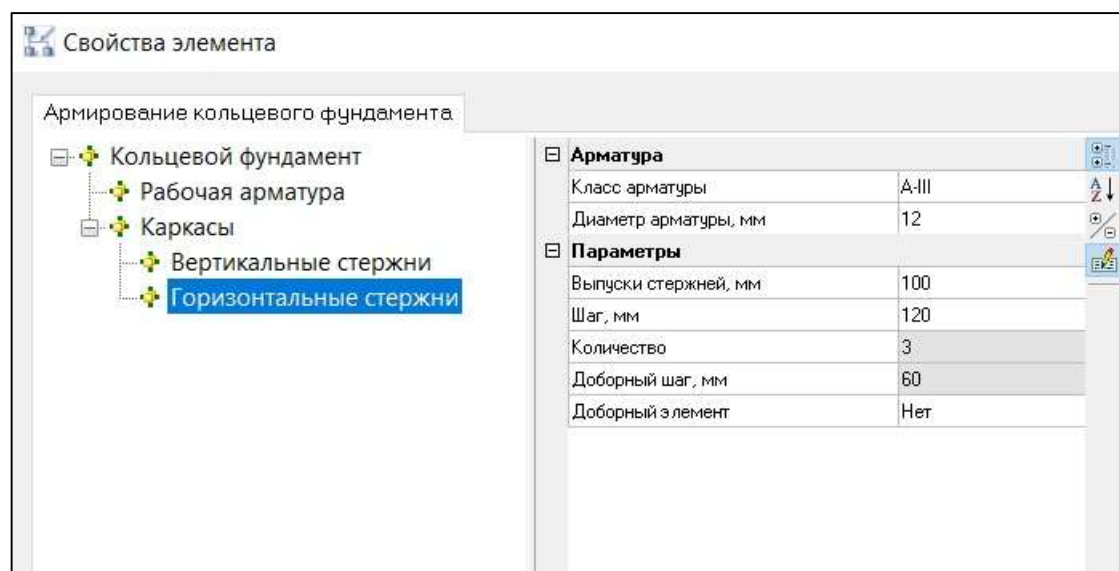 Свойства элемента
Армирование кольцевого фундамента
Кольцевой фундамент
Рабочая арматура
Каркасы
Вертикальные стержни
Горизонтальные стержни
Арматура
Класс арматуры A-III
Диаметр арматуры, мм 12
Параметры
Выпуски стержней, мм 100
Шаг, мм 120
Количество 3
Доборный шаг, мм 60
Доборный элемент Нет